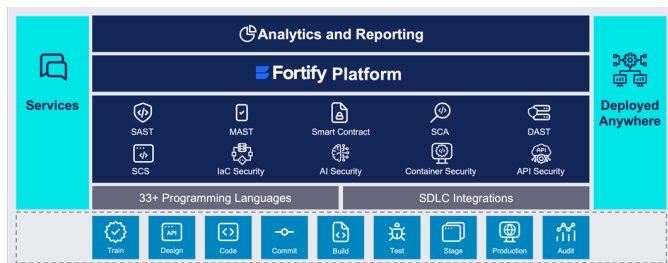 Analytics and Reporting
Fortify Platform
Services
Deployed
Anywhere
SAST
MAST
Smart Contract
SCA
DAST
SCS
IaC Security
AI Security
Container Security
API
API Security
33+ Programming Languages
SDLC Integrations
Train
API
Design
Code
Commit
Build
Test
Stage
Production
Audit